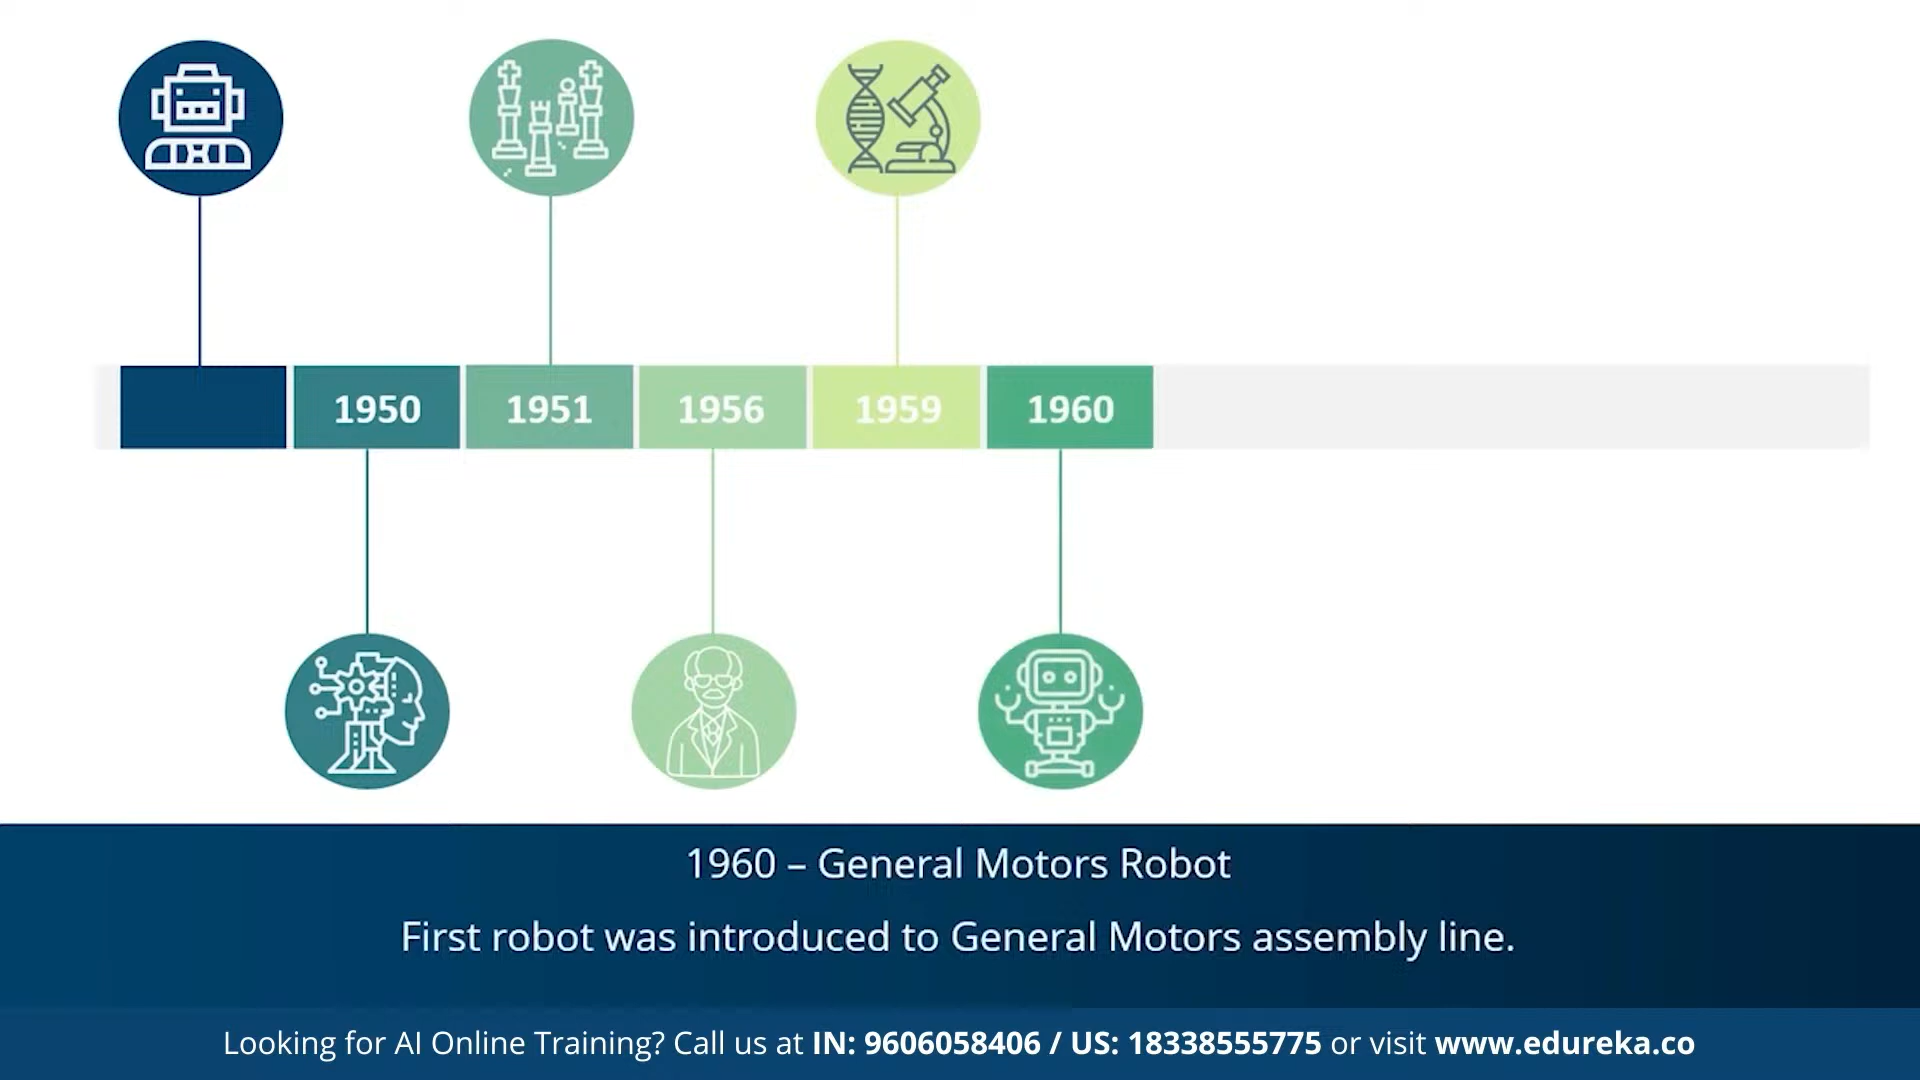 1950
1951
1956
1959
1960
1960 – General Motors Robot
First robot was introduced to General Motors assembly line.
Looking for AI Online Training? Call us at IN: 9606058406 / US: 18338555775 or visit www.edureka.co